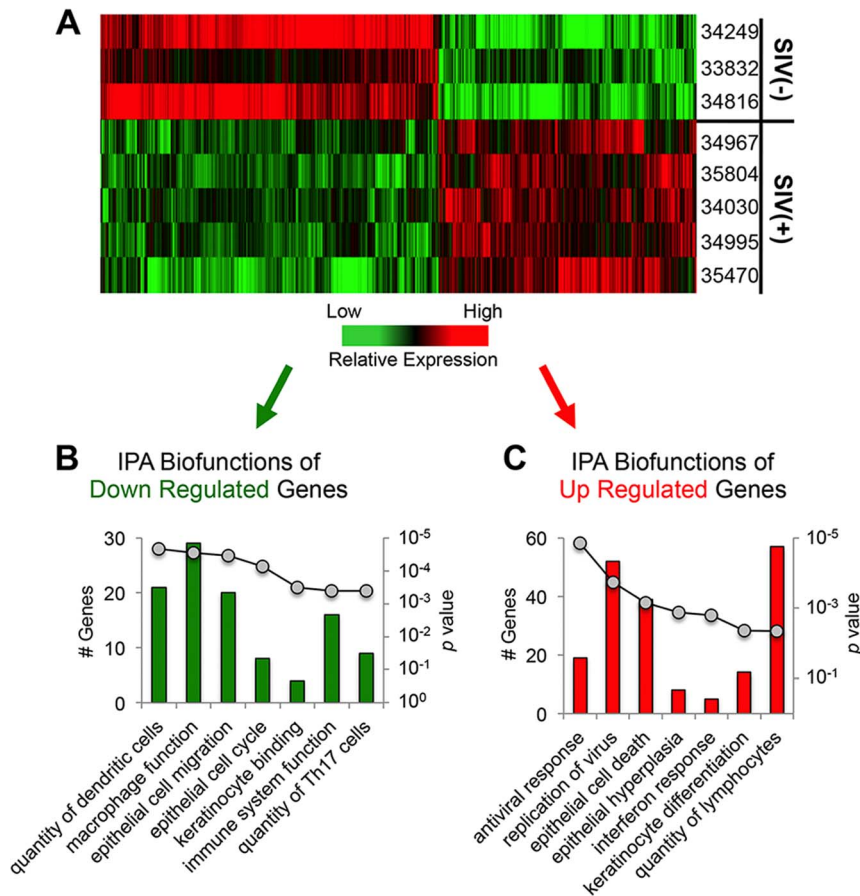 A
34249
33832
34816
SIV(-)
34967
35804
34030
34995
35470
SIV(+)
Low High
Relative Expression
B IPA Biofunctions of
Down Regulated Genes
30
20
10
0
# Genes
10-5
10-4
10-3
10-2
10-1
100
p value
quantity of dendritic cells
macrophage function
epithelial cell migration
epithelial cell cycle
keratinocyte binding
immune system function
quantity of Th17 cells
C IPA Biofunctions of
Up Regulated Genes
60
40
20
0
# Genes
10-5
10-3
10-1
p value
antiviral response
replication of virus
epithelial cell death
epithelial hyperplasia
interferon response
keratinocyte differentiation
quantity of lymphocytes